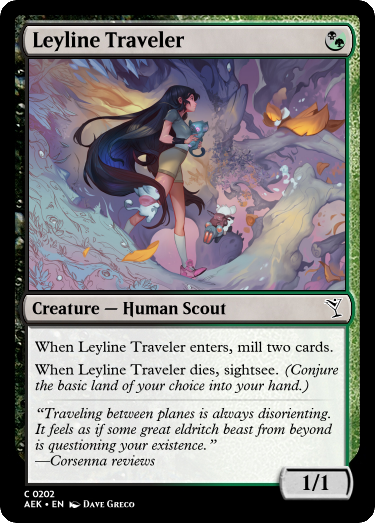 Leyline Traveler
Creature — Human Scout
When Leyline Traveler enters, mill two cards.
When Leyline Traveler dies, sightsee. (Conjure
the basic land of your choice into your hand.)
“Traveling between planes is always disorienting.
It feels as if some great eldritch beast from beyond
is questioning your existence.”
—Corsenna reviews
1/1
C 0202
AEK • EN Dave Greco